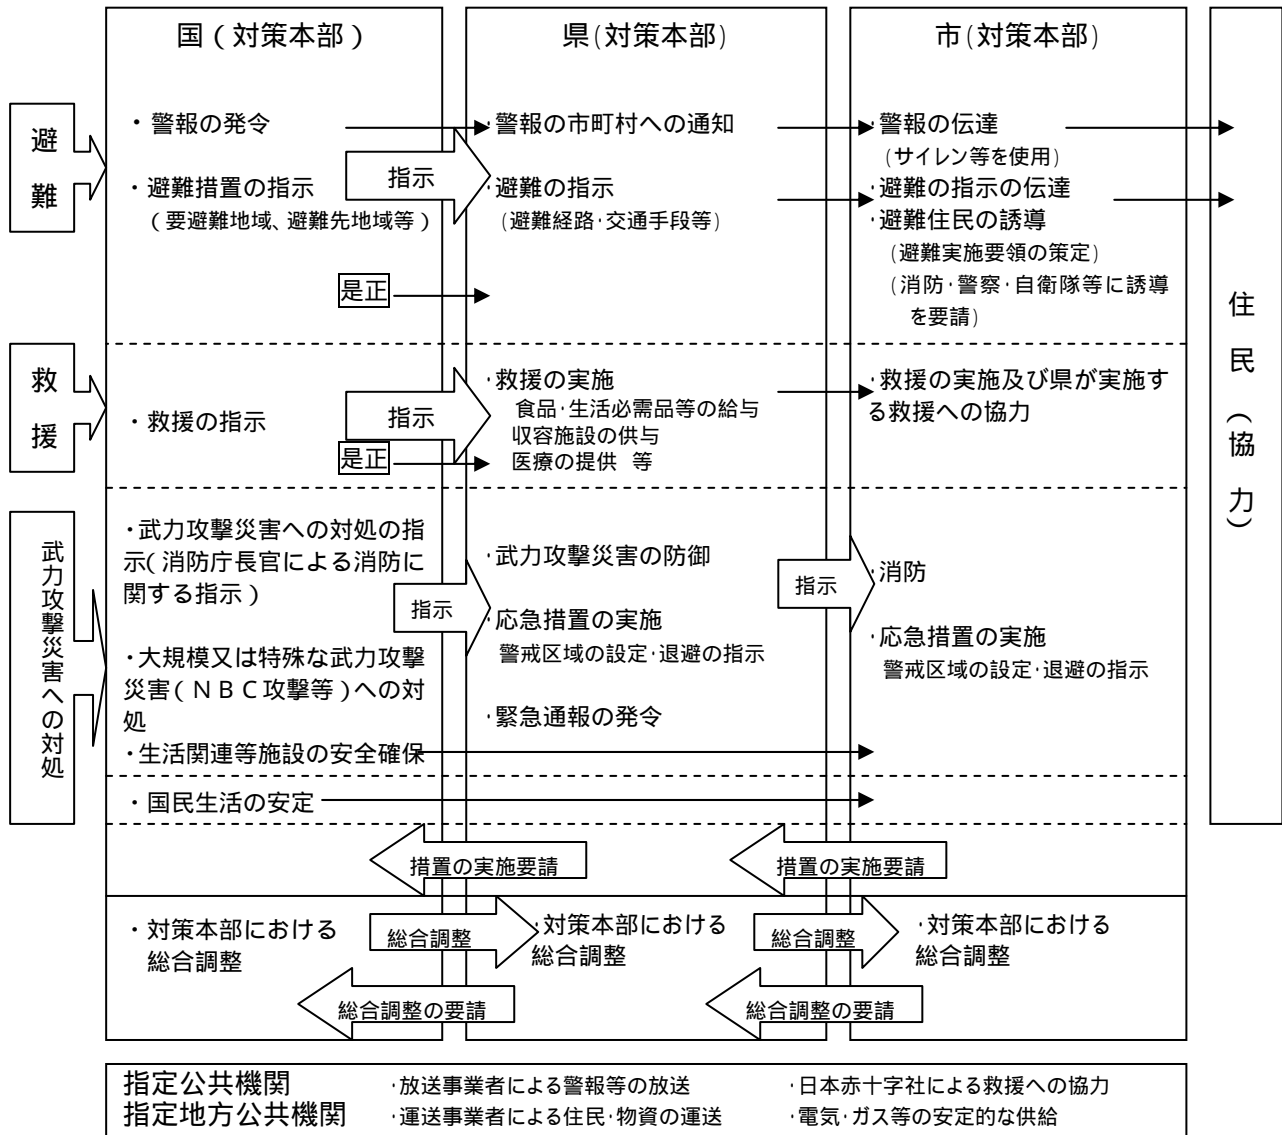 国(対策本部)
県(対策本部)
市(対策本部)
避難
・警報の発令
・警報の市町村への通知
・警報の伝達
(サイレン等を使用)
・避難措置の指示
(要避難地域、避難先地域等)
指示
・避難の指示
(避難経路・交通手段等)
・避難の指示の伝達
・避難住民の誘導
(避難実施要領の策定)
(消防・警察・自衛隊等に誘導
を要請)
是正
救援
・救援の指示
指示
是正
・救援の実施
食品・生活必需品等の給与
収容施設の供与
医療の提供 等
・救援の実施及び県が実施す
る救援への協力
武力攻撃災害への対処
・武力攻撃災害への対処の指
示(消防庁長官による消防に
関する指示)
・大規模又は特殊な武力攻撃
災害(NBC攻撃等)への対
処
・生活関連等施設の安全確保
指示
・武力攻撃災害の防御
・応急措置の実施
警戒区域の設定・退避の指示
・緊急通報の発令
指示
・消防
・応急措置の実施
警戒区域の設定・退避の指示
・国民生活の安定
措置の実施要請
措置の実施要請
・対策本部における
総合調整
総合調整
・対策本部における
総合調整
総合調整
・対策本部における
総合調整
総合調整の要請
総合調整の要請
住民(協力)
指定公共機関
指定地方公共機関
・放送事業者による警報等の放送
・運送事業者による住民・物資の運送
・日本赤十字社による救援への協力
・電気・ガス等の安定的な供給